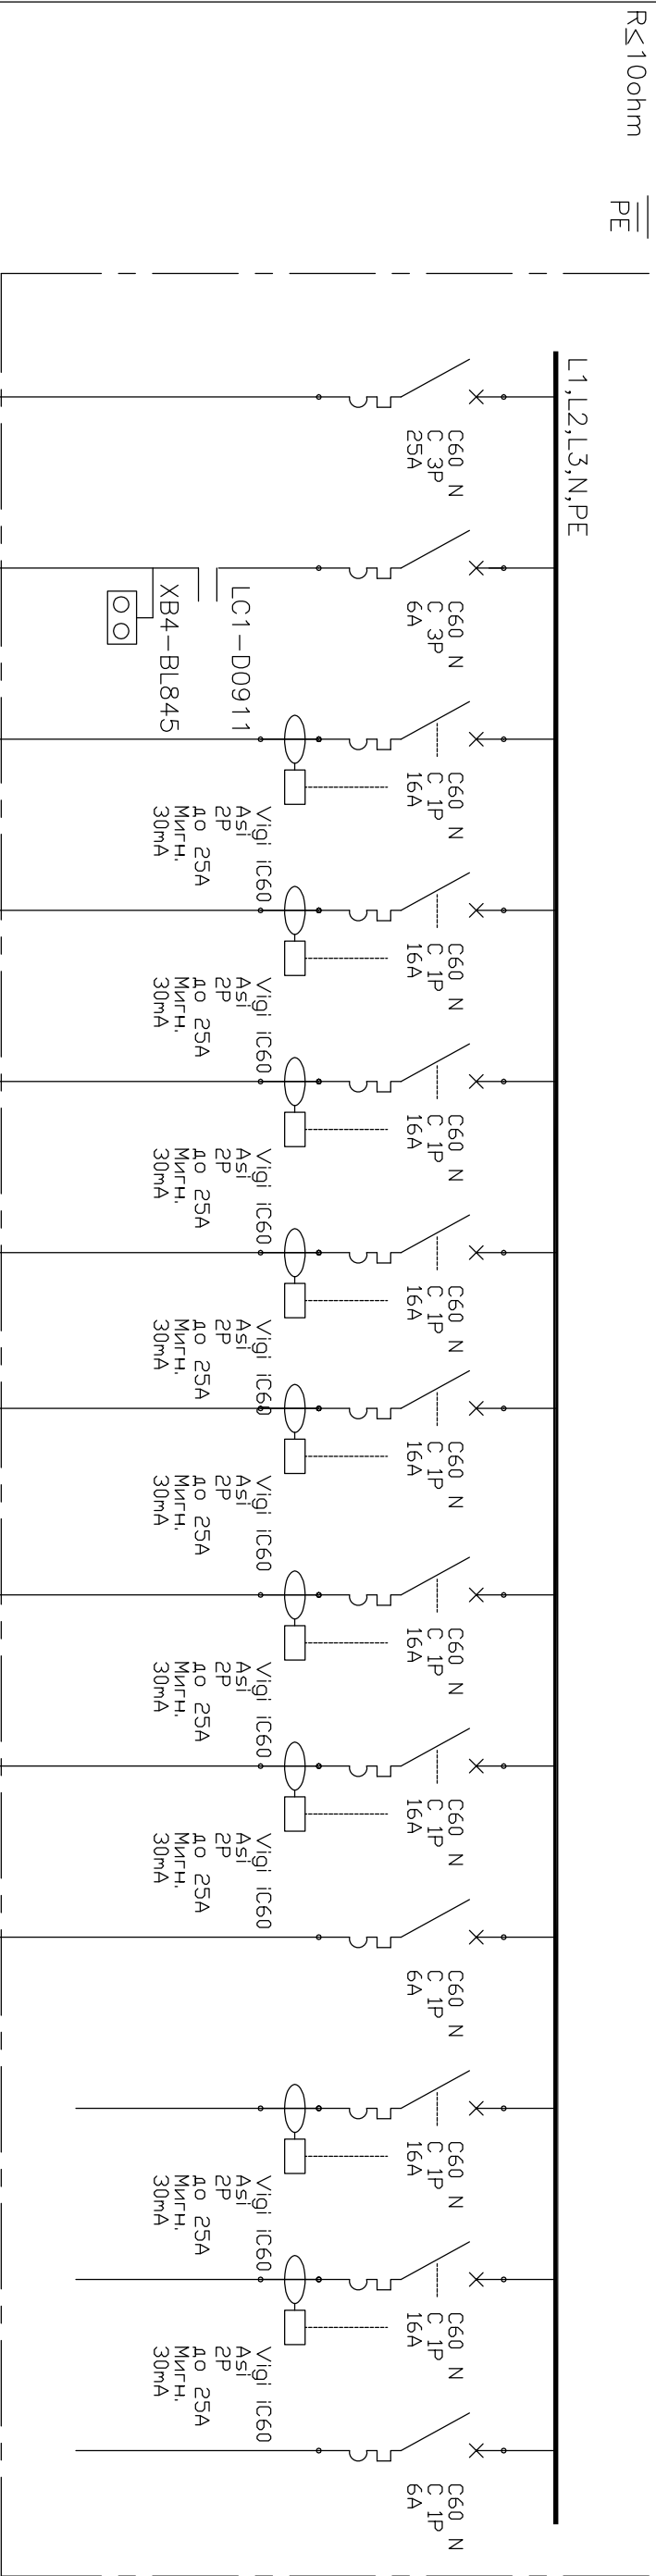 R≤10ohm
PE
L1,L2,L3,N,PE
C60 N
C 3P
25A
C60 N
C 3P
6A
LC1-D0911
XB4-BL845
C60 N
C 1P
16A
Vigi iC60
Asi
2P
до 25A
Мигн.
30mA
C60 N
C 1P
16A
Vigi iC60
Asi
2P
до 25A
Мигн.
30mA
C60 N
C 1P
16A
Vigi iC60
Asi
2P
до 25A
Мигн.
30mA
C60 N
C 1P
16A
Vigi iC60
Asi
2P
до 25A
Мигн.
30mA
C60 N
C 1P
16A
Vigi iC60
Asi
2P
до 25A
Мигн.
30mA
C60 N
C 1P
16A
Vigi iC60
Asi
2P
до 25A
Мигн.
30mA
C60 N
C 1P
16A
Vigi iC60
Asi
2P
до 25A
Мигн.
30mA
C60 N
C 1P
6A
C60 N
C 1P
16A
Vigi iC60
Asi
2P
до 25A
Мигн.
30mA
C60 N
C 1P
16A
Vigi iC60
Asi
2P
до 25A
Мигн.
30mA
C60 N
C 1P
6A